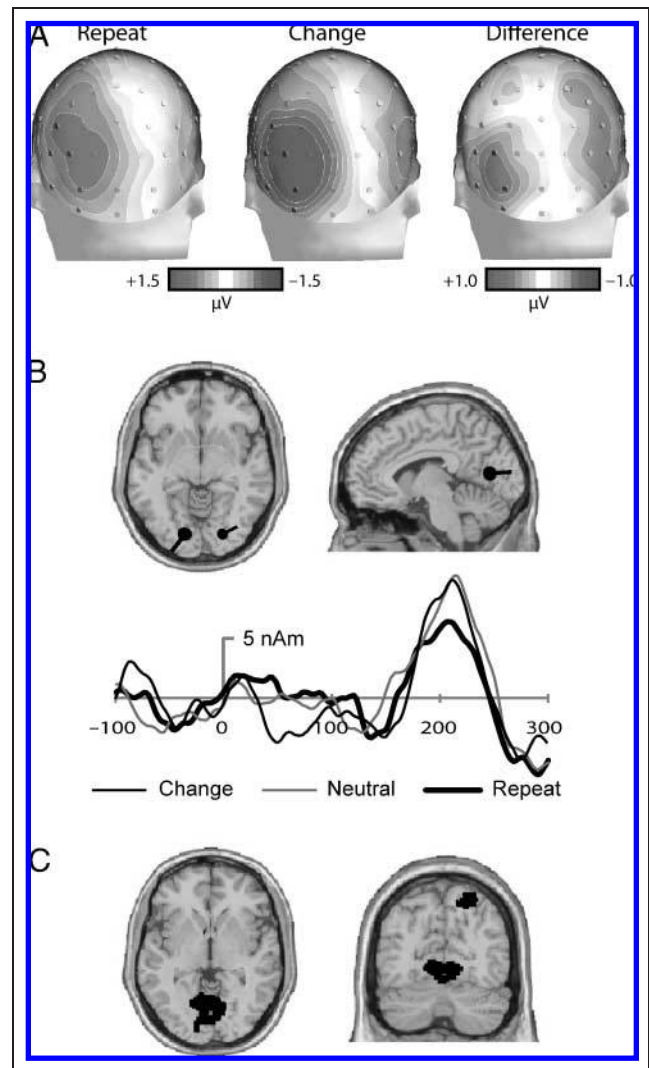 A
Repeat Change Difference
+1.5 −1.5 +1.0 −1.0
µV µV
B
5 nAm
−100 0 100 200 300
Change Neutral Repeat
C